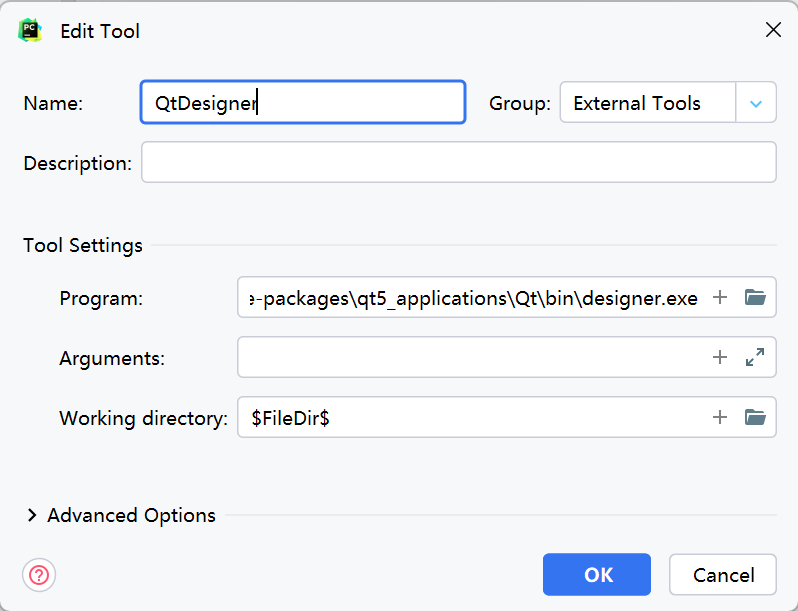 Edit Tool
Name: QtDesigner Group: External Tools
Description:
Tool Settings
Program: e-packages\qt5_applications\Qt\bin\designer.exe
Arguments:
Working directory: $FileDir$
Advanced Options
OK Cancel